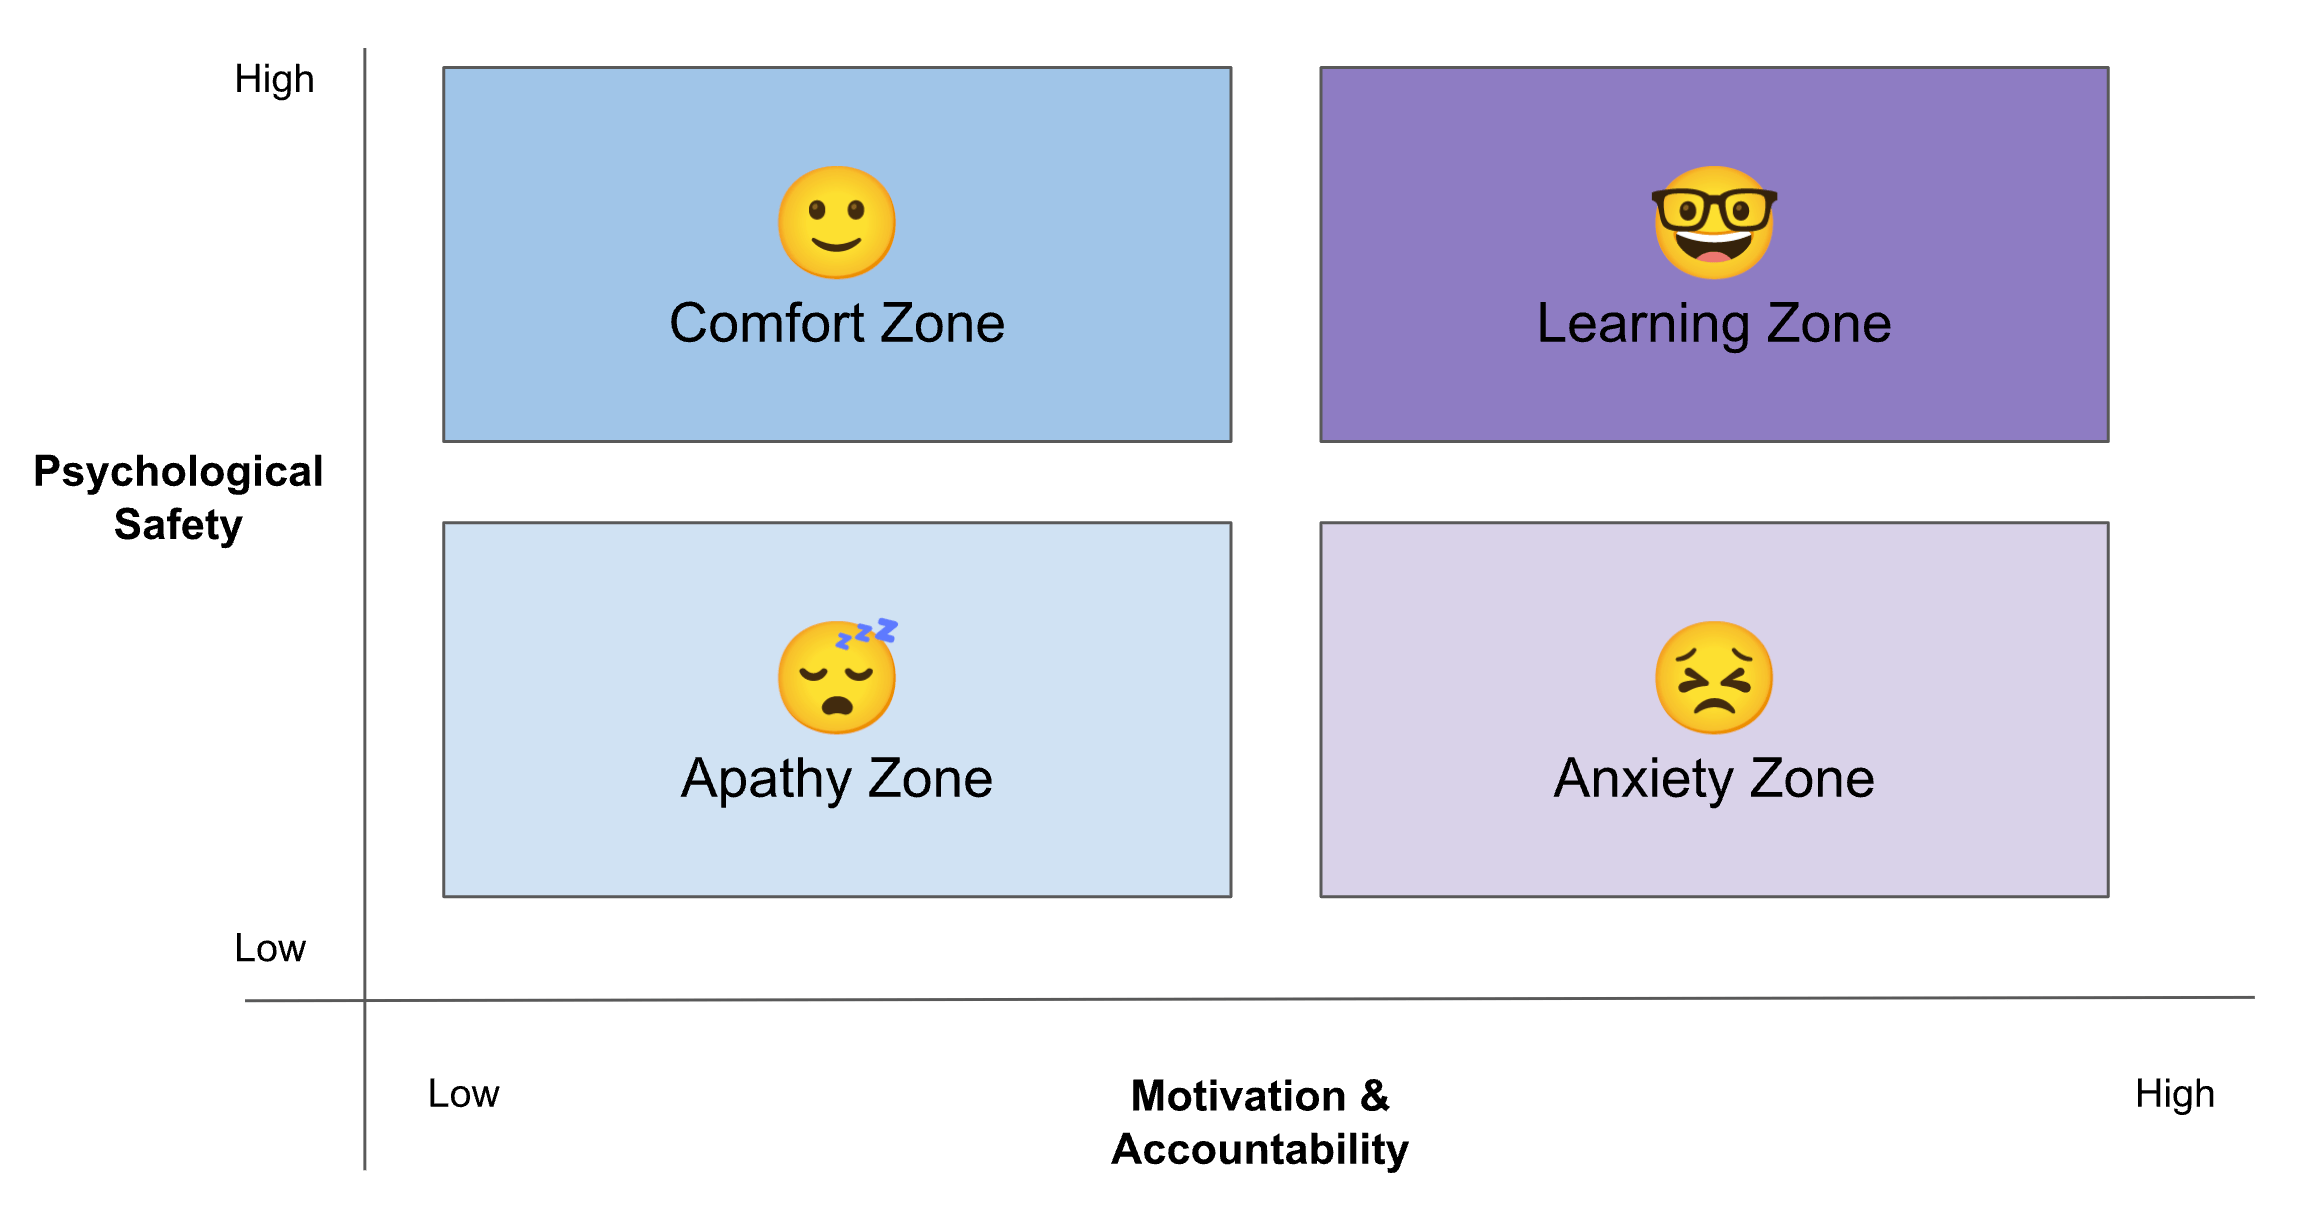 High
Comfort Zone
Learning Zone
Psychological
Safety
Apathy Zone
Anxiety Zone
Low
Low
Motivation &
Accountability
High